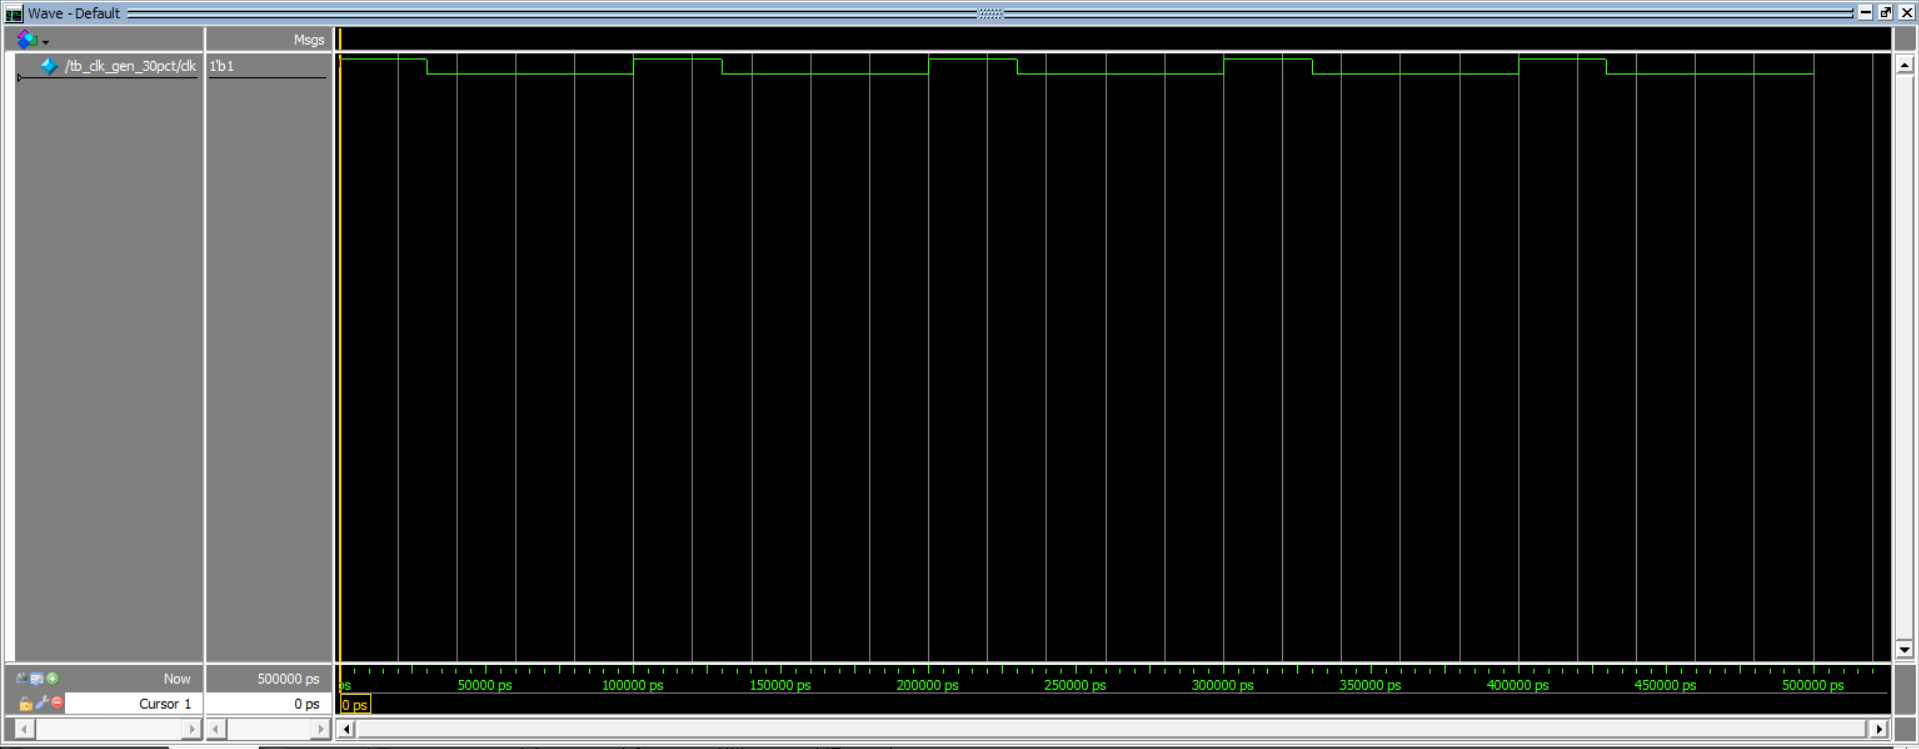 Wave - Default
Msgs
/tb_clk_gen_30pct/clk 1'b1
Now 500000 ps
ps 50000 ps 100000 ps 150000 ps 200000 ps 250000 ps 300000 ps 350000 ps 400000 ps 450000 ps 500000 ps
Cursor 1 0 ps 0 ps